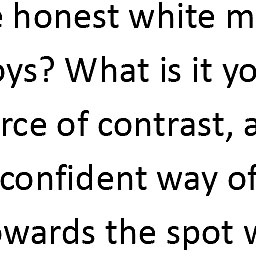 e honest white m
oys? What is it yo
rce of contrast, a
confident way of
owards the spot w